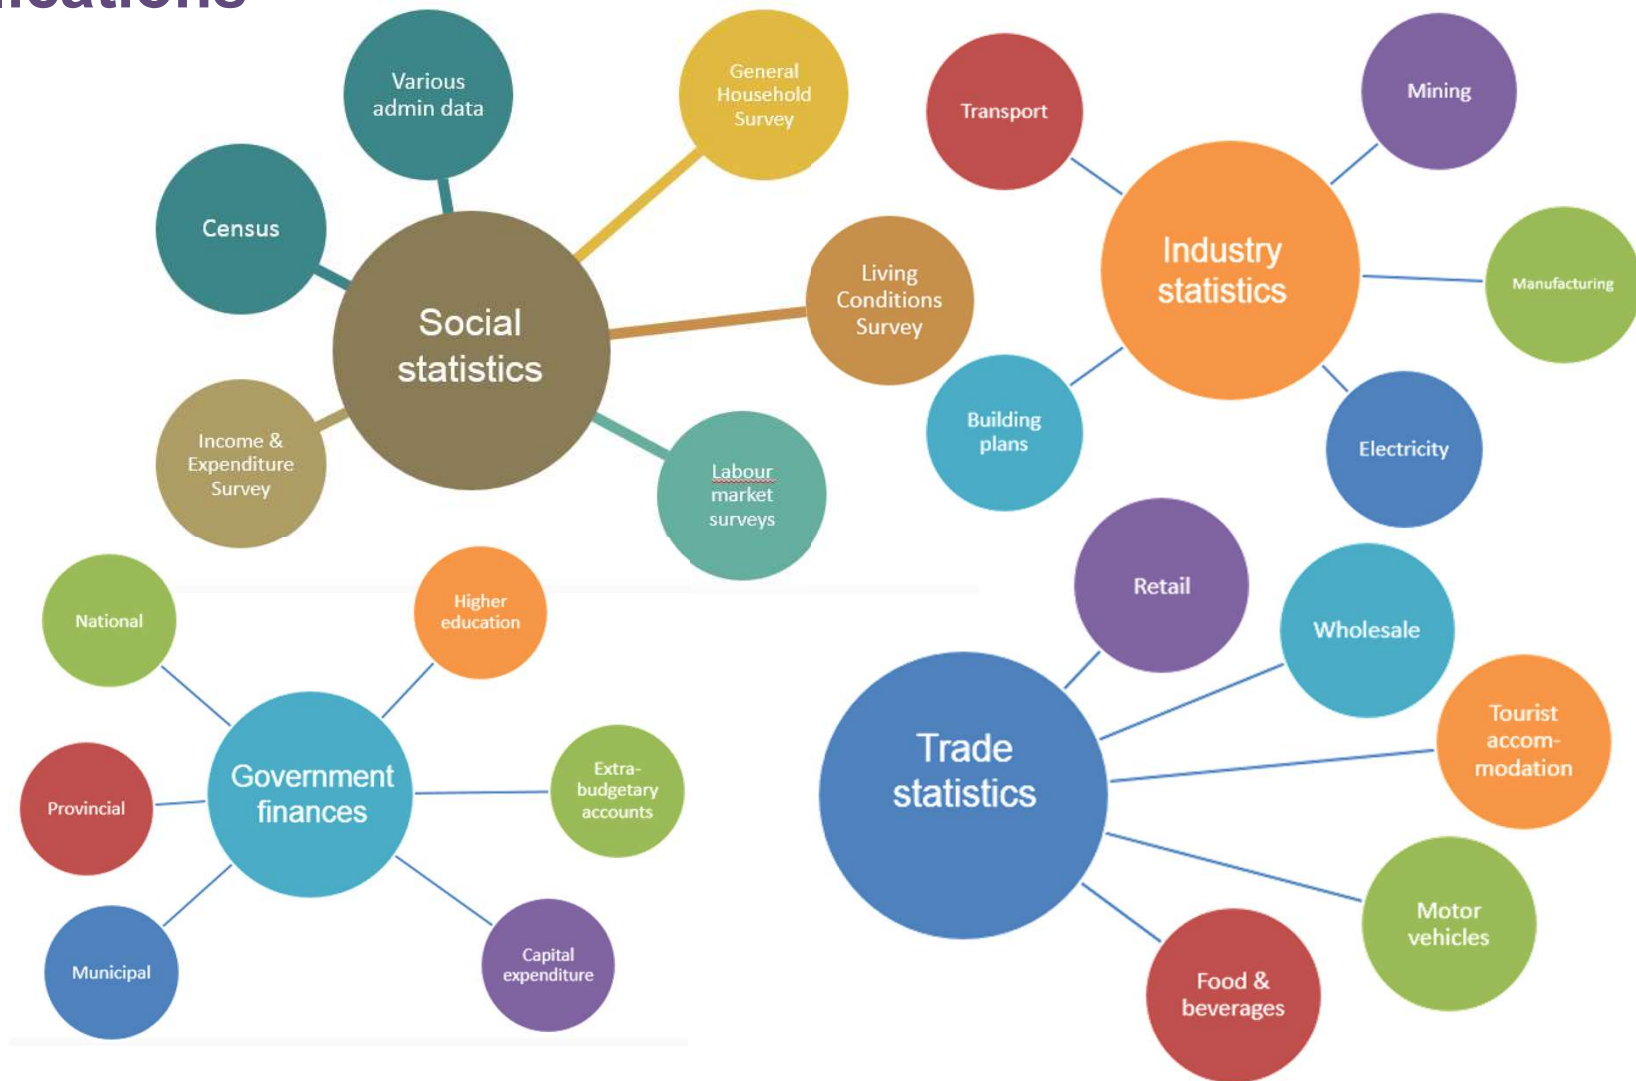 Various
admin data
General
Household
Survey
Census
Social
statistics
Living
Conditions
Survey
Income &
Expenditure
Survey
Labour
market
surveys
Transport
Mining
Industry
statistics
Manufacturing
Building
plans
Electricity
National
Higher
education
Provincial
Government
finances
Extra-
budgetary
accounts
Municipal
Capital
expenditure
Retail
Wholesale
Trade
statistics
Tourist
accom-
modation
Motor
vehicles
Food &
beverages